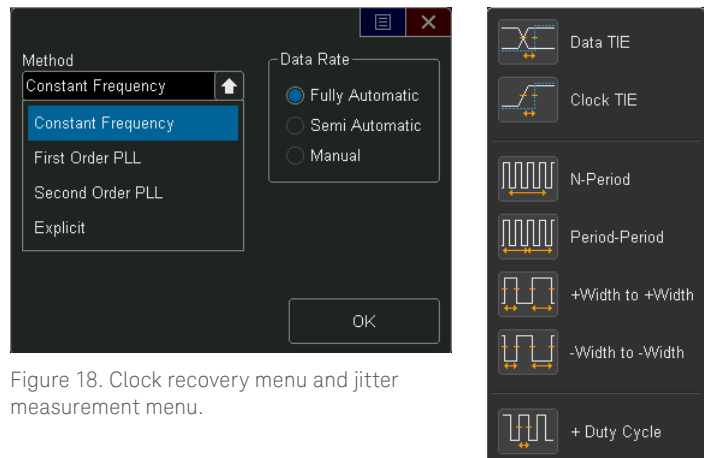 Method
Constant Frequency
Constant Frequency
First Order PLL
Second Order PLL
Explicit
Data Rate
Fully Automatic
Semi Automatic
Manual
OK
Figure 18. Clock recovery menu and jitter
measurement menu.
Data TIE
Clock TIE
N-Period
Period-Period
+Width to +Width
-Width to -Width
+ Duty Cycle